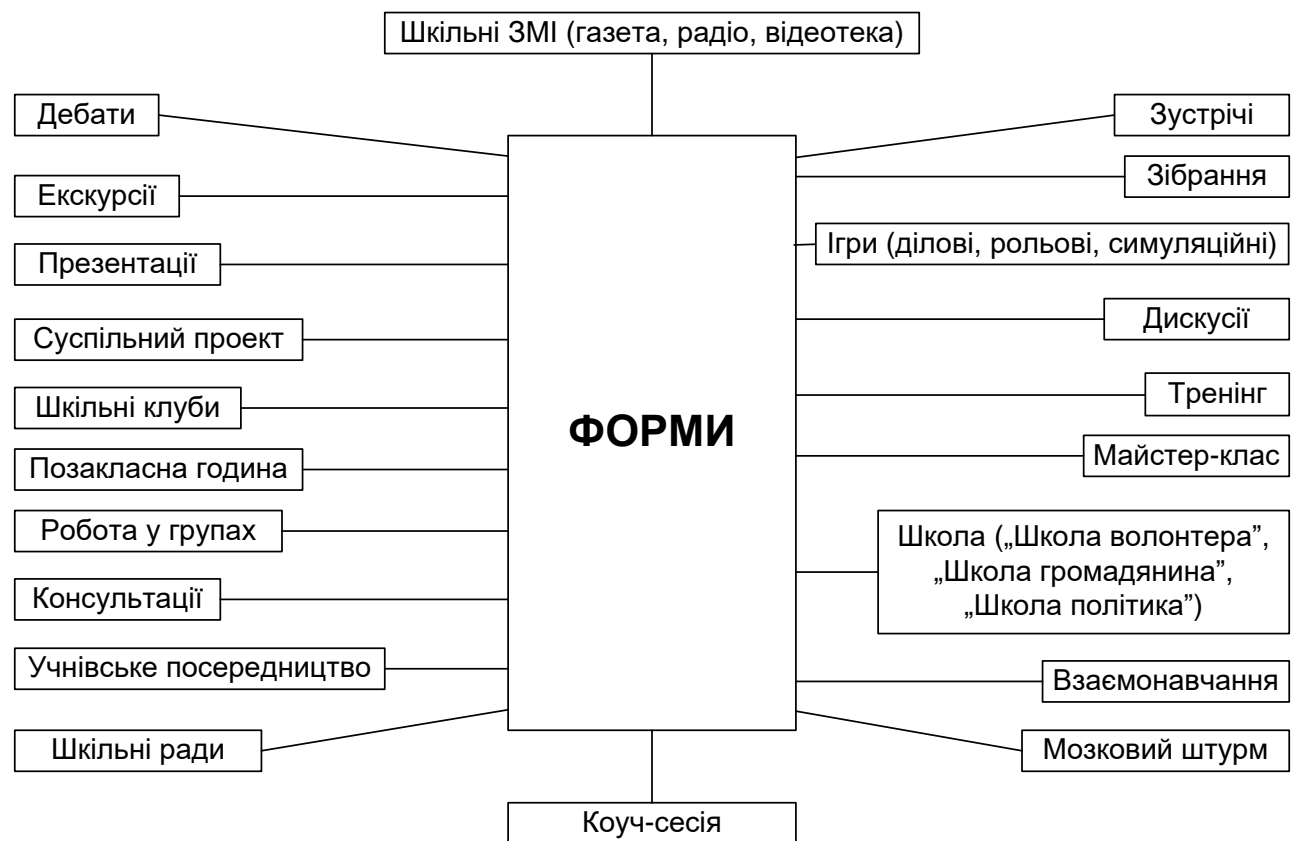 Шкільні ЗМІ (газета, радіо, відеотека)
Дебати
Екскурсії
Презентації
Суспільний проект
Шкільні клуби
Позакласна година
Робота у групах
Консультації
Учнівське посередництво
Шкільні ради
ФОРМИ
Зустрічі
Зібрання
Ігри (ділові, рольові, симуляційні)
Дискусії
Тренінг
Майстер-клас
Школа („Школа волонтера”,
„Школа громадянина”,
„Школа політика”)
Взаємонавчання
Мозковий штурм
Коуч-сесія